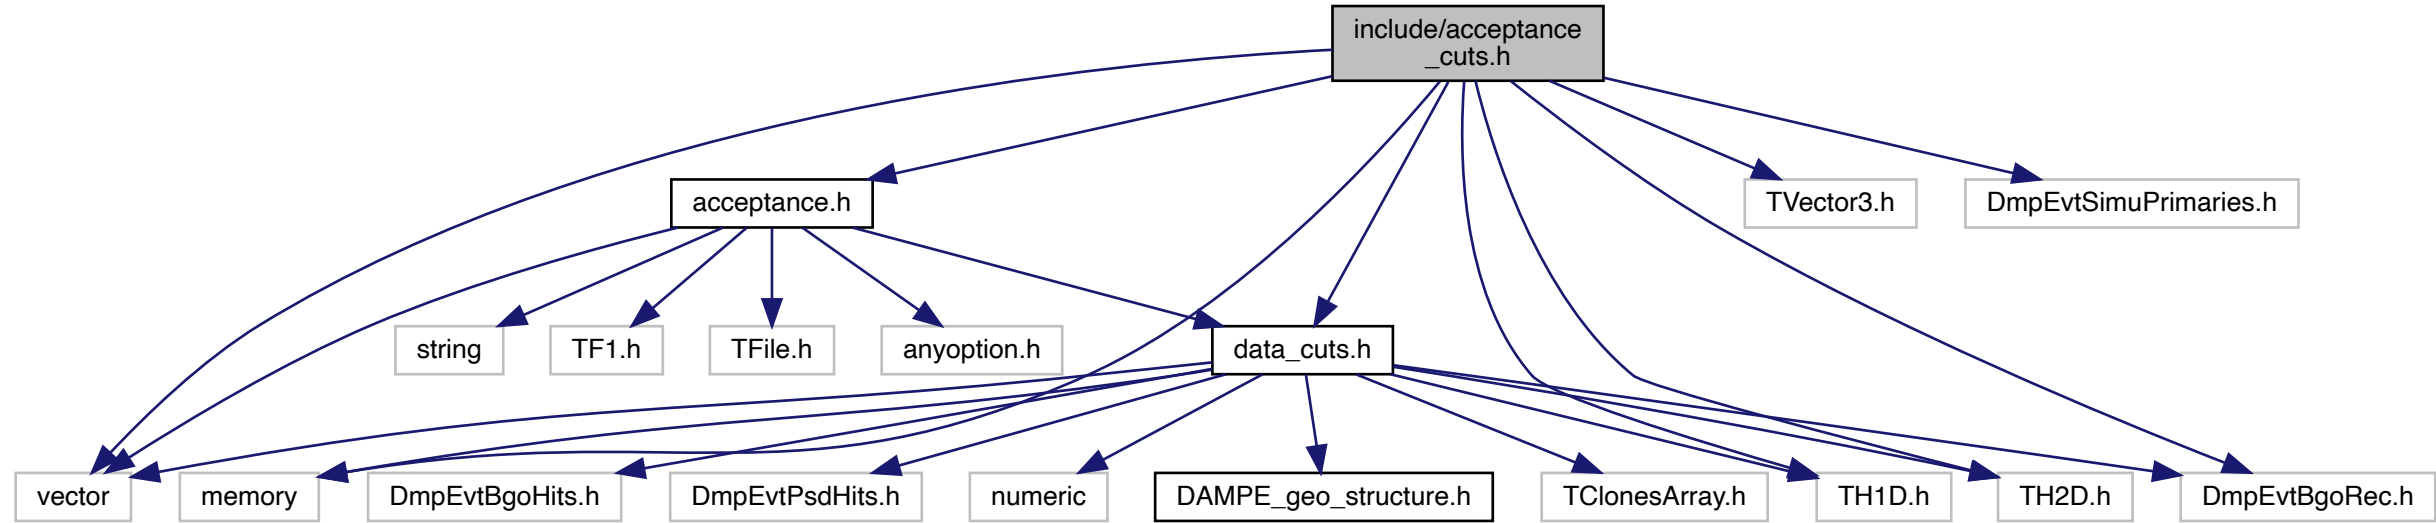 include/acceptance
_cuts.h
acceptance.h
TVector3.h
DmpEvtSimuPrimaries.h
string
TF1.h
TFile.h
anyoption.h
data_cuts.h
vector
memory
DmpEvtBgoHits.h
DmpEvtPsdHits.h
numeric
DAMPE_geo_structure.h
TClonesArray.h
TH1D.h
TH2D.h
DmpEvtBgoRec.h